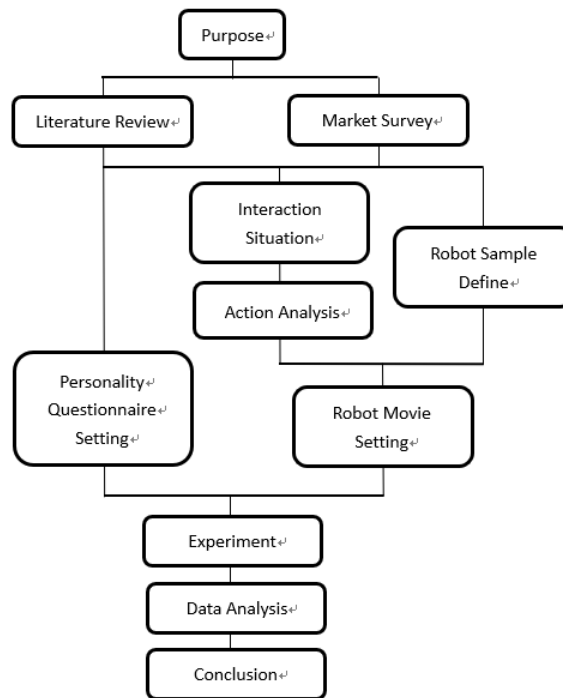 Purpose
Literature Review
Market Survey
Interaction
Situation
Robot Sample
Define
Action Analysis
Personality
Questionnaire
Setting
Robot Movie
Setting
Experiment
Data Analysis
Conclusion